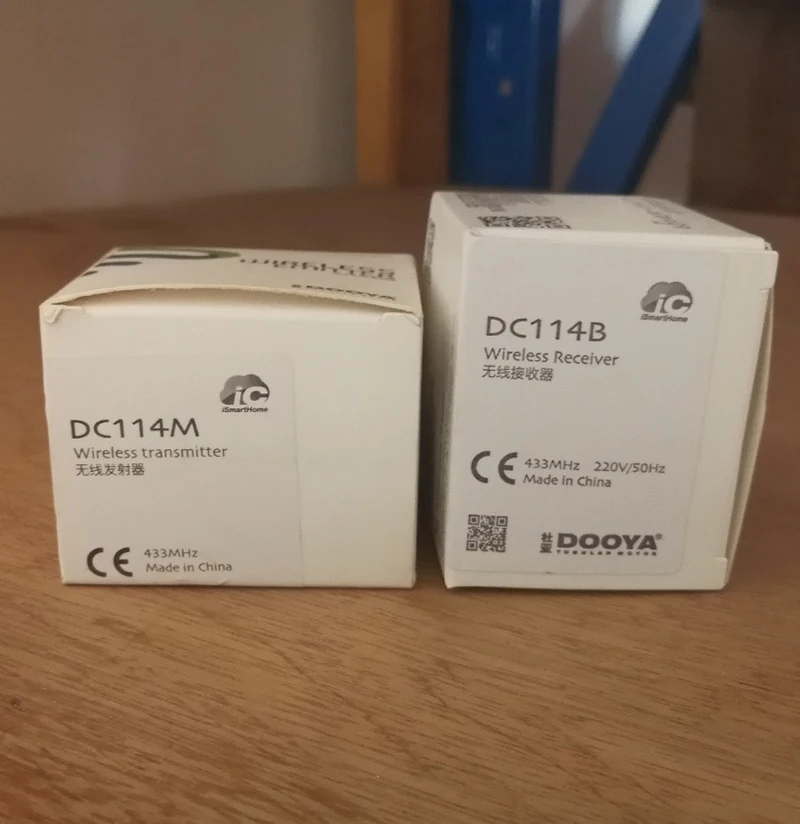 WIRELESS
DOOYA
iC
iSmartHome
DC114M
Wireless transmitter
无线发射器
CE 433MHz
Made in China
iC
iSmartHome
DC114B
Wireless Receiver
无线接收器
CE 433MHz 220V/50Hz
Made in China
杜亚 DOOYA®
TUBULAR MOTOR